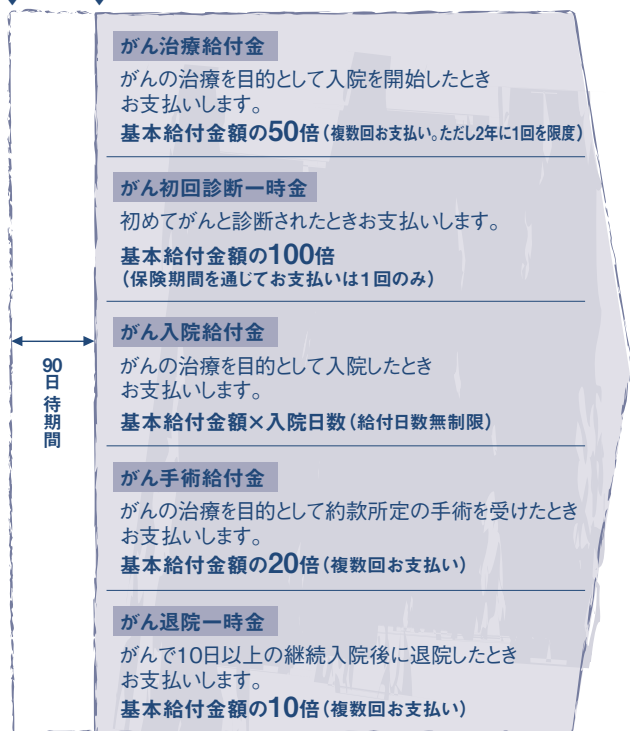 がん治療給付金
がんの治療を目的として入院を開始したとき
お支払いします。
基本給付金額の50倍(複数回お支払い。ただし2年に1回を限度)
がん初回診断一時金
初めてがんと診断されたときお支払いします。
基本給付金額の100倍
(保険期間を通じてお支払いは1回のみ)
90日 待期間
がん入院給付金
がんの治療を目的として入院したとき
お支払いします。
基本給付金額×入院日数(給付日数無制限)
がん手術給付金
がんの治療を目的として約款所定の手術を受けたとき
お支払いします。
基本給付金額の20倍(複数回お支払い)
がん退院一時金
がんで10日以上の継続入院後に退院したとき
お支払いします。
基本給付金額の10倍(複数回お支払い)